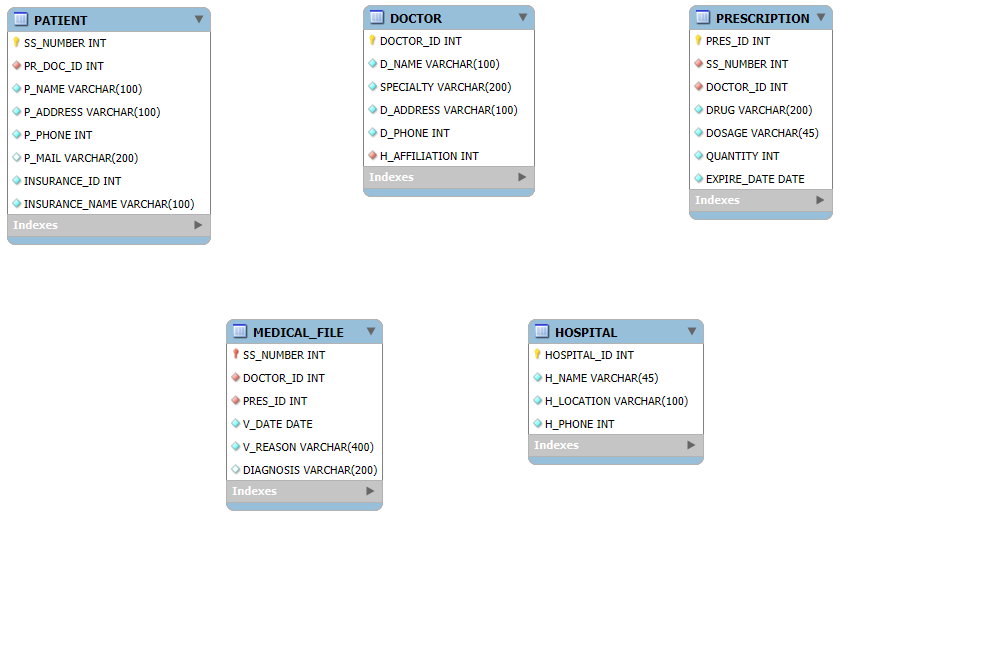 PATIENT
SS_NUMBER INT
PR_DOC_ID INT
P_NAME VARCHAR(100)
P_ADDRESS VARCHAR(100)
P_PHONE INT
P_MAIL VARCHAR(200)
INSURANCE_ID INT
INSURANCE_NAME VARCHAR(100)
Indexes
DOCTOR
DOCTOR_ID INT
D_NAME VARCHAR(100)
SPECIALTY VARCHAR(200)
D_ADDRESS VARCHAR(100)
D_PHONE INT
H_AFFILIATION INT
Indexes
PRESCRIPTION
PRES_ID INT
SS_NUMBER INT
DOCTOR_ID INT
DRUG VARCHAR(200)
DOSAGE VARCHAR(45)
QUANTITY INT
EXPIRE_DATE DATE
Indexes
MEDICAL_FILE
SS_NUMBER INT
DOCTOR_ID INT
PRES_ID INT
V_DATE DATE
V_REASON VARCHAR(400)
DIAGNOSIS VARCHAR(200)
Indexes
HOSPITAL
HOSPITAL_ID INT
H_NAME VARCHAR(45)
H_LOCATION VARCHAR(100)
H_PHONE INT
Indexes